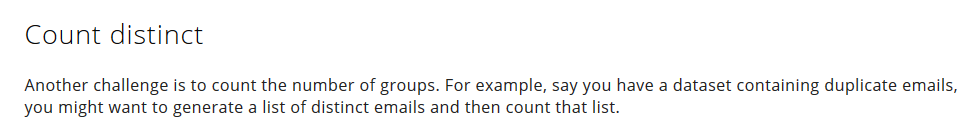 Count distinct
Another challenge is to count the number of groups. For example, say you have a dataset containing duplicate emails,
you might want to generate a list of distinct emails and then count that list.